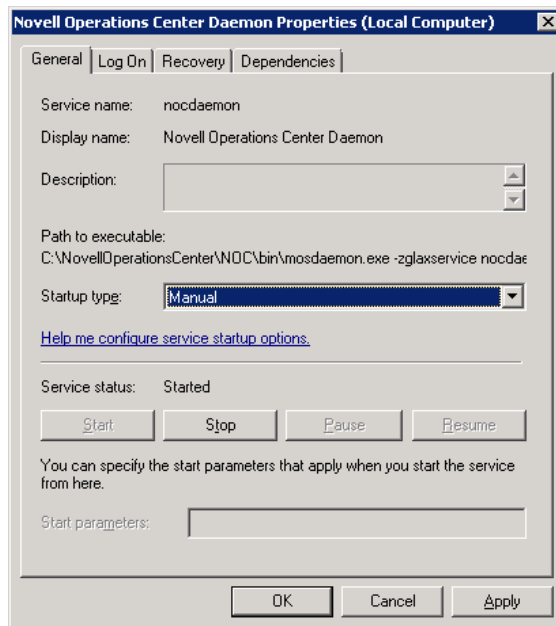 Novell Operations Center Daemon Properties (Local Computer)
General Log On Recovery Dependencies
Service name: nocdaemon
Display name: Novell Operations Center Daemon
Description:
Path to executable:
C:\NovellOperationsCenter\NOC\bin\mosdaemon.exe -zglaxservice nocdae
Startup type: Manual
Help me configure service startup options.
Service status: Started
Start Stop Pause Resume
You can specify the start parameters that apply when you start the service
from here.
Start parameters:
OK Cancel Apply